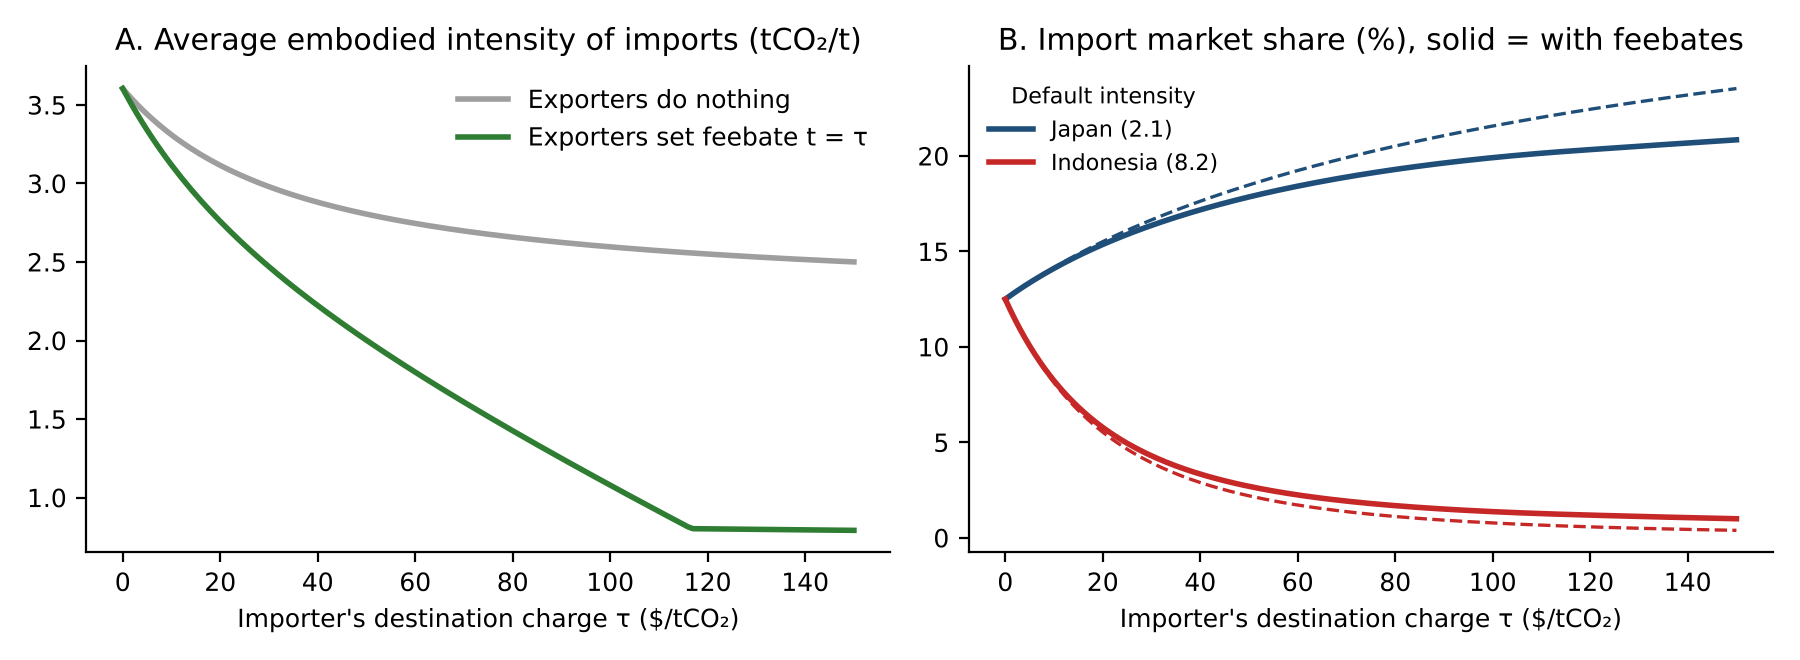 A. Average embodied intensity of imports (tCO₂/t)
Exporters do nothing
Exporters set feebate t = τ
3.5
3.0
2.5
2.0
1.5
1.0
0 20 40 60 80 100 120 140
Importer's destination charge τ ($/tCO₂)
B. Import market share (%), solid = with feebates
Default intensity
Japan (2.1)
Indonesia (8.2)
20
15
10
5
0
0 20 40 60 80 100 120 140
Importer's destination charge τ ($/tCO₂)